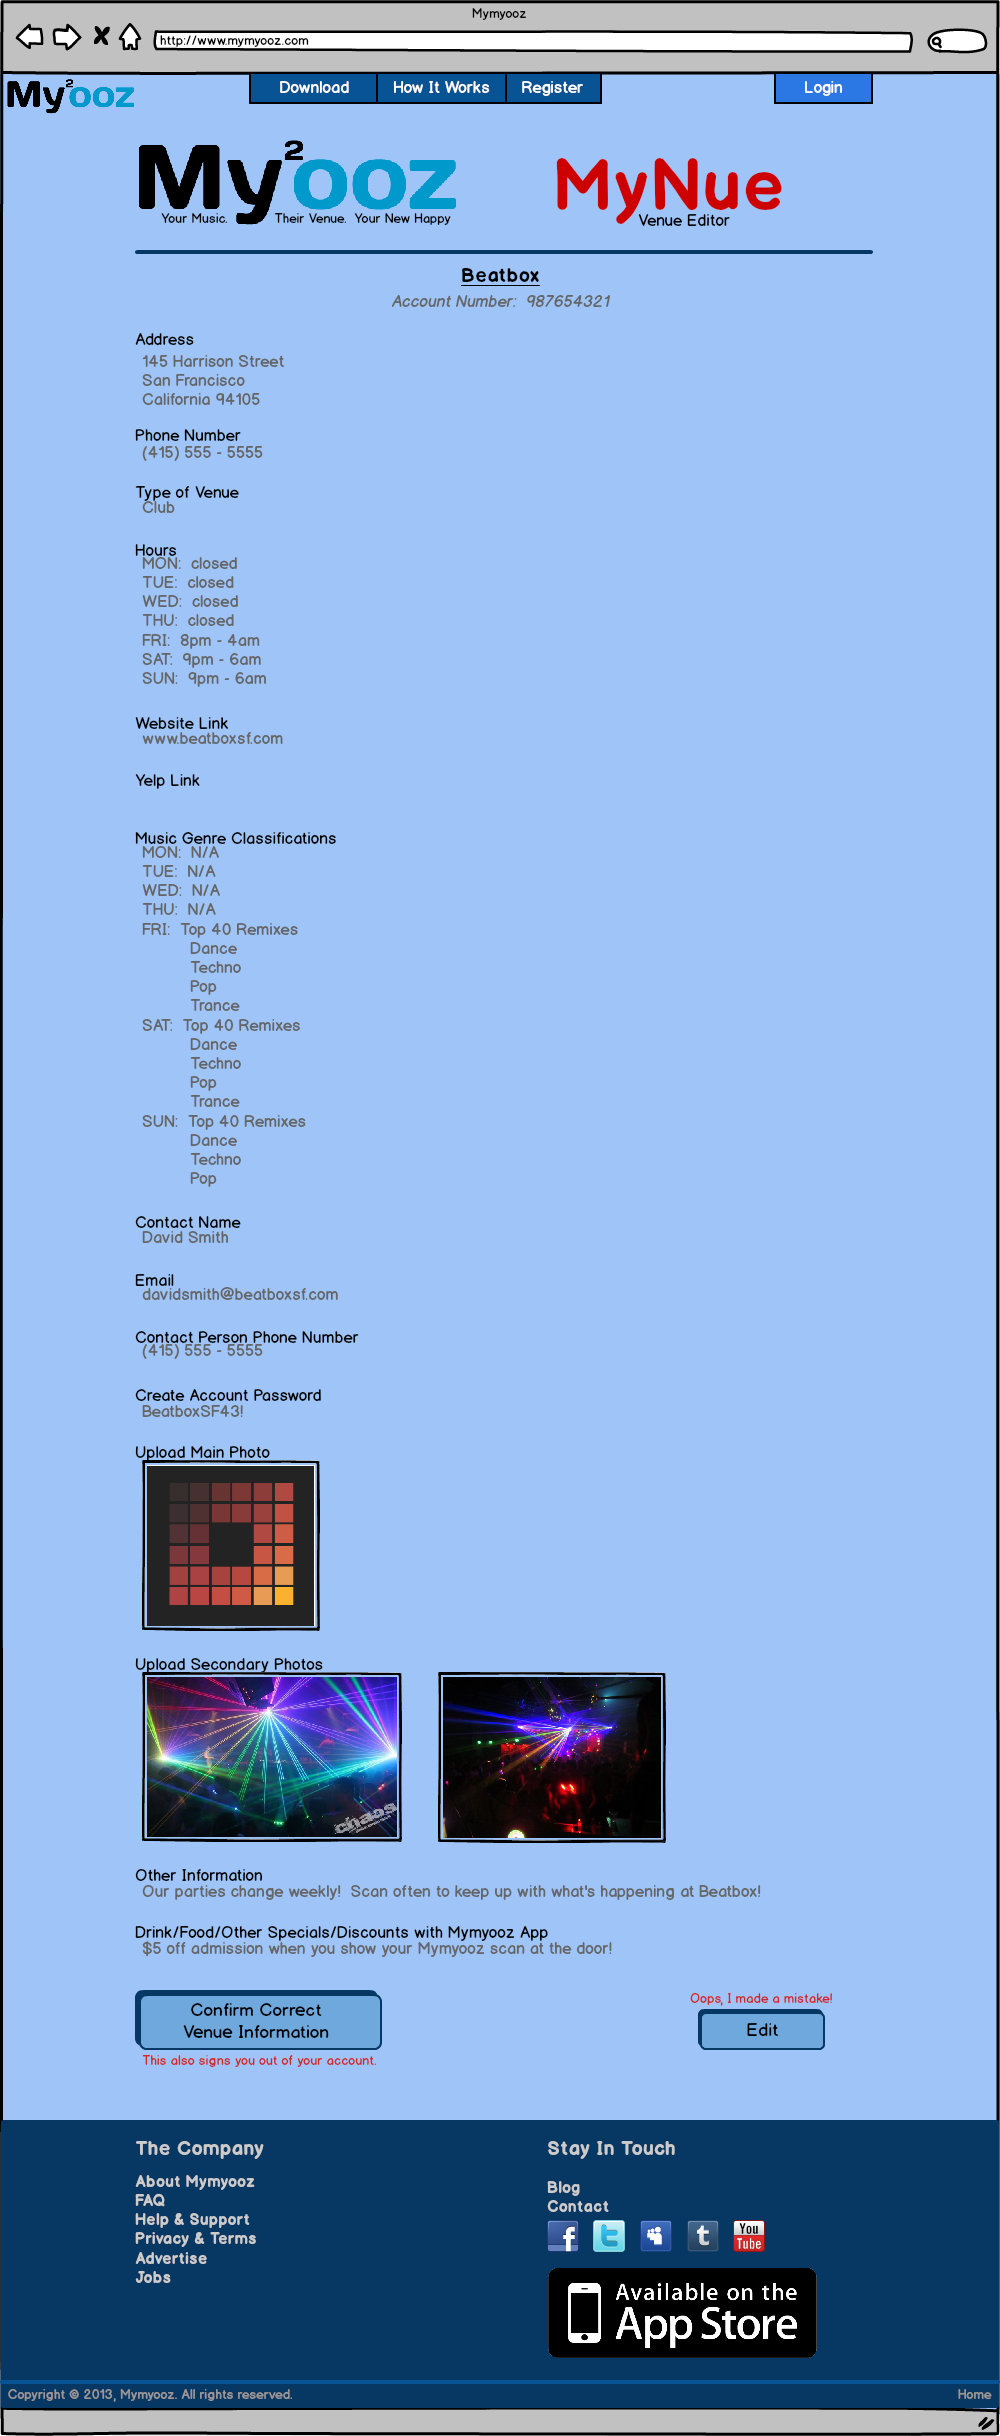 Mymyooz
http://www.mymyooz.com
My²ooz
Download
How It Works
Register
Login
My²ooz
Your Music. Their Venue. Your New Happy
MyNue
Venue Editor
Beatbox
Account Number: 987654321
Address
145 Harrison Street
San Francisco
California 94105
Phone Number
(415) 555 - 5555
Type of Venue
Club
Hours
MON: closed
TUE: closed
WED: closed
THU: closed
FRI: 8pm - 4am
SAT: 9pm - 6am
SUN: 9pm - 6am
Website Link
www.beatboxsf.com
Yelp Link
Music Genre Classifications
MON: N/A
TUE: N/A
WED: N/A
THU: N/A
FRI: Top 40 Remixes
Dance
Techno
Pop
Trance
SAT: Top 40 Remixes
Dance
Techno
Pop
Trance
SUN: Top 40 Remixes
Dance
Techno
Pop
Contact Name
David Smith
Email
davidsmith@beatboxsf.com
Contact Person Phone Number
(415) 555 - 5555
Create Account Password
BeatboxSF43!
Upload Main Photo
Upload Secondary Photos
chaos
Other Information
Our parties change weekly! Scan often to keep up with what's happening at Beatbox!
Drink/Food/Other Specials/Discounts with Mymyooz App
$5 off admission when you show your Mymyooz scan at the door!
Confirm Correct
Venue Information
This also signs you out of your account.
Oops, I made a mistake!
Edit
The Company
About Mymyooz
FAQ
Help & Support
Privacy & Terms
Advertise
Jobs
Stay In Touch
Blog
Contact
f t t You
Tube
Available on the
App Store
Copyright © 2013, Mymyooz. All rights reserved.
Home